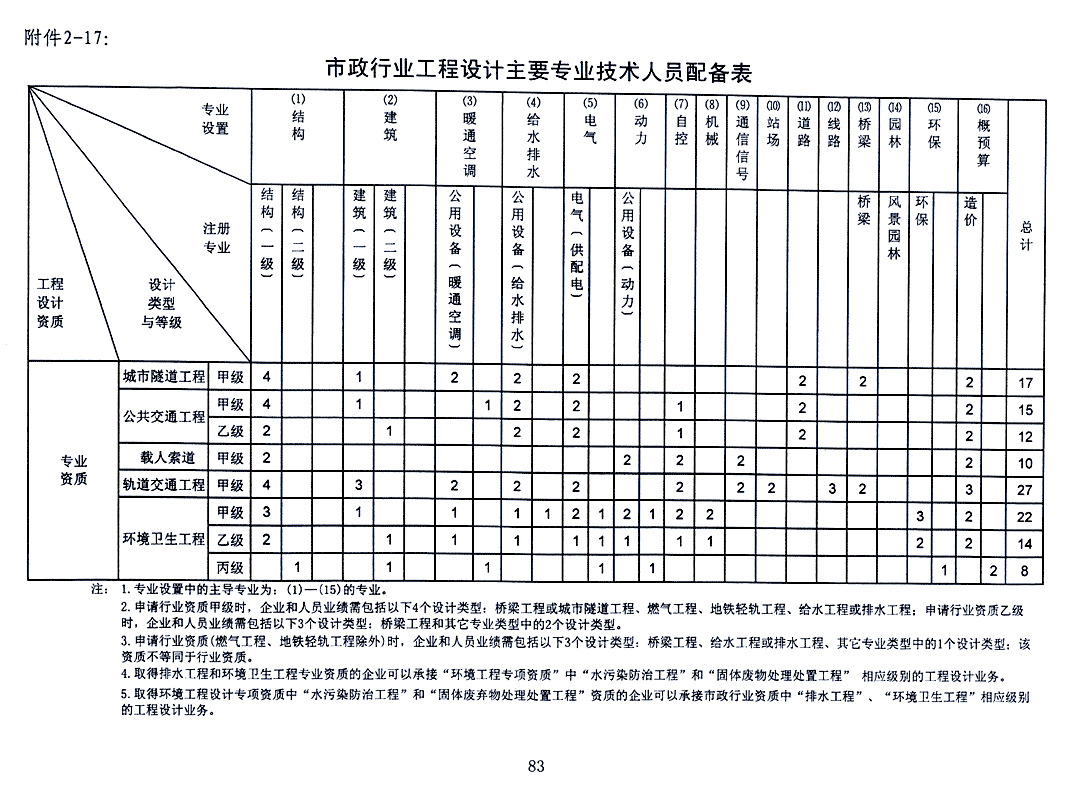 附件2-17：
市政行业工程设计主要专业技术人员配备表
专业设置 (1)结构 (2)建筑 (3)暖通空调 (4)给水排水 (5)电气 (6)动力 (7)自控 (8)机械 (9)通信信号 (10)站场 (11)道路 (12)线路 (13)桥梁 (14)园林 (15)环保 (16)概预算 总计
注册专业 结构（一级） 结构（二级） 建筑（一级） 建筑（二级） 公用设备（暖通空调） 公用设备（给水排水） 电气（供配电） 公用设备（动力） 桥梁 风景园林 环保 造价
工程设计资质 设计类型与等级
专业资质
城市隧道工程 甲级 4 1 2 2 2 2 2 2 17
公共交通工程 甲级 4 1 1 2 2 1 2 2 15
乙级 2 1 2 2 1 2 2 12
载人索道 甲级 2 2 2 2 2 10
轨道交通工程 甲级 4 3 2 2 2 2 2 2 3 2 3 27
环境卫生工程 甲级 3 1 1 1 1 2 1 2 1 2 2 3 2 22
乙级 2 1 1 1 1 1 1 1 1 2 2 14
丙级 1 1 1 1 1 1 2 8
注： 1.专业设置中的主导专业为：(1)—(15)的专业。
2.申请行业资质甲级时，企业和人员业绩需包括以下4个设计类型：桥梁工程或城市隧道工程、燃气工程、地铁轻轨工程、给水工程或排水工程；申请行业资质乙级
时，企业和人员业绩需包括以下3个设计类型：桥梁工程和其它专业类型中的2个设计类型。
3.申请行业资质(燃气工程、地铁轻轨工程除外)时，企业和人员业绩需包括以下3个设计类型：桥梁工程、给水工程或排水工程、其它专业类型中的1个设计类型；该
资质不等同于行业资质。
4.取得排水工程和环境卫生工程专业资质的企业可以承接“环境工程专项资质”中“水污染防治工程”和“固体废物处理处置工程” 相应级别的工程设计业务。
5.取得环境工程设计专项资质中“水污染防治工程”和“固体废弃物处理处置工程”资质的企业可以承接市政行业资质中“排水工程”、“环境卫生工程”相应级别
的工程设计业务。
83